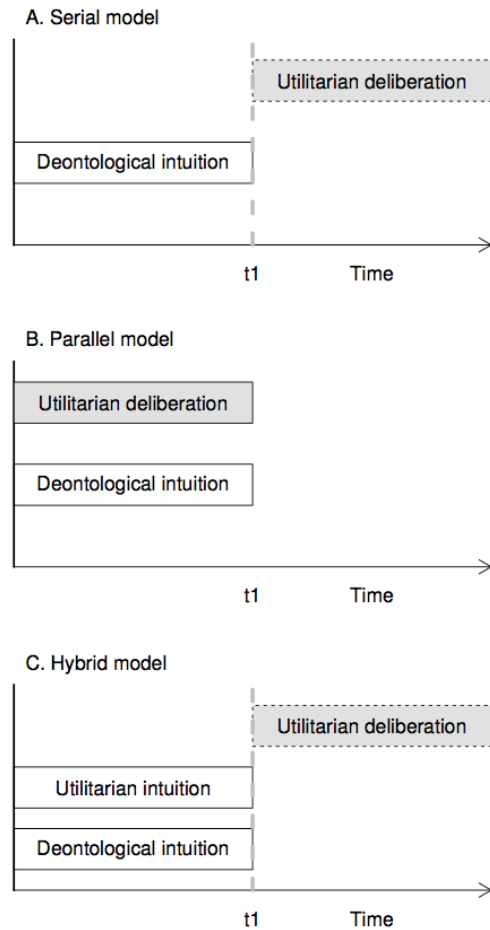 A. Serial model
Utilitarian deliberation
Deontological intuition
t1 Time
B. Parallel model
Utilitarian deliberation
Deontological intuition
t1 Time
C. Hybrid model
Utilitarian deliberation
Utilitarian intuition
Deontological intuition
t1 Time